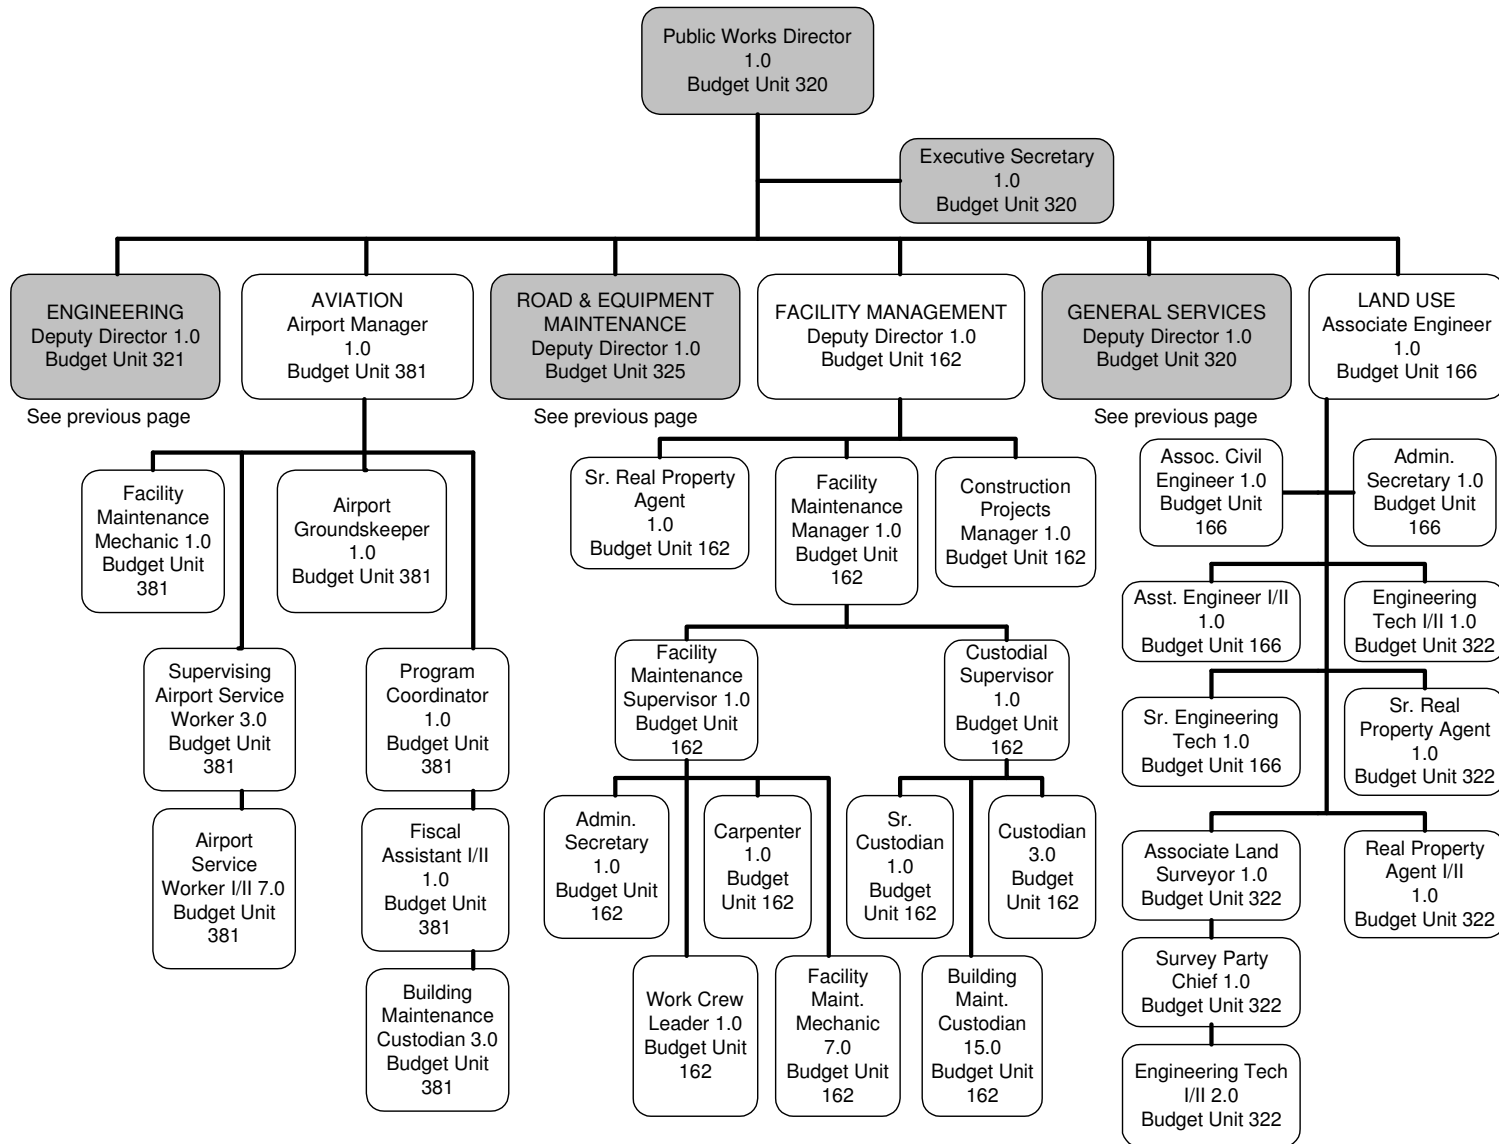 Public Works Director
1.0
Budget Unit 320
Executive Secretary
1.0
Budget Unit 320
ENGINEERING
Deputy Director 1.0
Budget Unit 321
See previous page
AVIATION
Airport Manager
1.0
Budget Unit 381
ROAD & EQUIPMENT
MAINTENANCE
Deputy Director 1.0
Budget Unit 325
See previous page
FACILITY MANAGEMENT
Deputy Director 1.0
Budget Unit 162
GENERAL SERVICES
Deputy Director 1.0
Budget Unit 320
See previous page
LAND USE
Associate Engineer
1.0
Budget Unit 166
Facility
Maintenance
Mechanic 1.0
Budget Unit
381
Airport
Groundskeeper
1.0
Budget Unit 381
Sr. Real Property
Agent
1.0
Budget Unit 162
Facility
Maintenance
Manager 1.0
Budget Unit
162
Construction
Projects
Manager 1.0
Budget Unit 162
Assoc. Civil
Engineer 1.0
Budget Unit
166
Admin.
Secretary 1.0
Budget Unit
166
Asst. Engineer I/II
1.0
Budget Unit 166
Engineering
Tech I/II 1.0
Budget Unit 322
Supervising
Airport Service
Worker 3.0
Budget Unit
381
Program
Coordinator
1.0
Budget Unit
381
Facility
Maintenance
Supervisor 1.0
Budget Unit
162
Custodial
Supervisor
1.0
Budget Unit
162
Sr. Engineering
Tech 1.0
Budget Unit 166
Sr. Real
Property Agent
1.0
Budget Unit 322
Airport
Service
Worker I/II 7.0
Budget Unit
381
Fiscal
Assistant I/II
1.0
Budget Unit
381
Admin.
Secretary
1.0
Budget Unit
162
Carpenter
1.0
Budget
Unit 162
Sr.
Custodian
1.0
Budget
Unit 162
Custodian
3.0
Budget
Unit 162
Associate Land
Surveyor 1.0
Budget Unit 322
Real Property
Agent I/II
1.0
Budget Unit 322
Building
Maintenance
Custodian 3.0
Budget Unit
381
Work Crew
Leader 1.0
Budget Unit
162
Facility
Maint.
Mechanic
7.0
Budget Unit
162
Building
Maint.
Custodian
15.0
Budget Unit
162
Survey Party
Chief 1.0
Budget Unit 322
Engineering Tech
I/II 2.0
Budget Unit 322